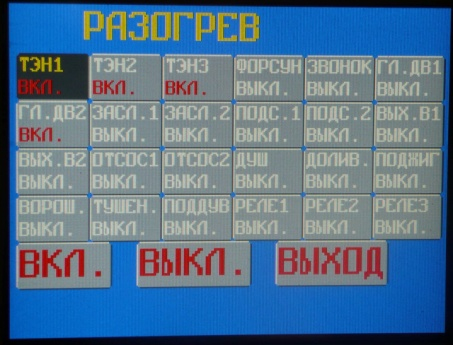 РАЗОГРЕВ
ТЭН1 ТЭН2 ТЭН3 ФОРСУН ЗВОНОК ГЛ.ДВ1
ВКЛ. ВКЛ. ВКЛ. ВЫКЛ. ВЫКЛ. ВЫКЛ.
ГЛ.ДВ2 ЗАСЛ.1 ЗАСЛ.2 ПОДС.1 ПОДС.2 ВЫХ.В1
ВКЛ. ВЫКЛ. ВЫКЛ. ВЫКЛ. ВЫКЛ. ВЫКЛ.
ВЫХ.В2 ОТСОС1 ОТСОС2 ДУШ ДОЛИВ. ПОДЖИГ
ВЫКЛ. ВЫКЛ. ВЫКЛ. ВЫКЛ. ВЫКЛ. ВЫКЛ.
ВОРОШ. ТУШЕН. ПОДДУВ РЕЛЕ1 РЕЛЕ2 РЕЛЕ3
ВЫКЛ. ВЫКЛ. ВЫКЛ. ВЫКЛ. ВЫКЛ. ВЫКЛ.
ВКЛ. ВЫКЛ. ВЫХОД